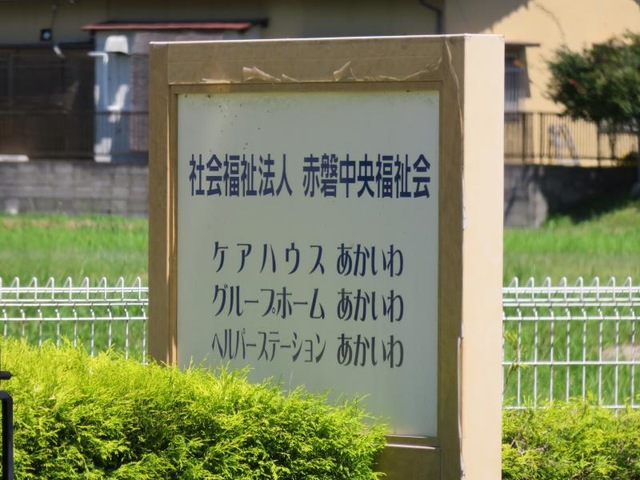 社会福祉法人 赤磐中央福祉会
ケアハウス あかいわ
グループホーム あかいわ
ヘルパーステーション あかいわ